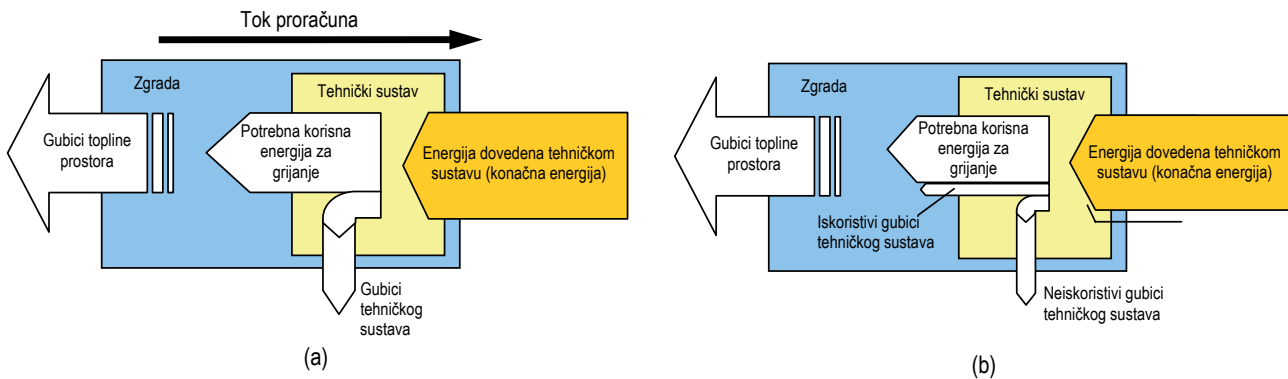 Tok proračuna
Zgrada
Tehnički sustav
Gubici topline
prostora
Potrebna korisna
energija za
grijanje
Energija dovedena tehničkom
sustavu (konačna energija)
Gubici
tehničkog
sustava
(a)
Zgrada
Tehnički sustav
Gubici topline
prostora
Potrebna korisna
energija za
grijanje
Energija dovedena tehničkom
sustavu (konačna energija)
Iskoristivi gubici
tehničkog sustava
Neiskoristivi gubici
tehničkog sustava
(b)